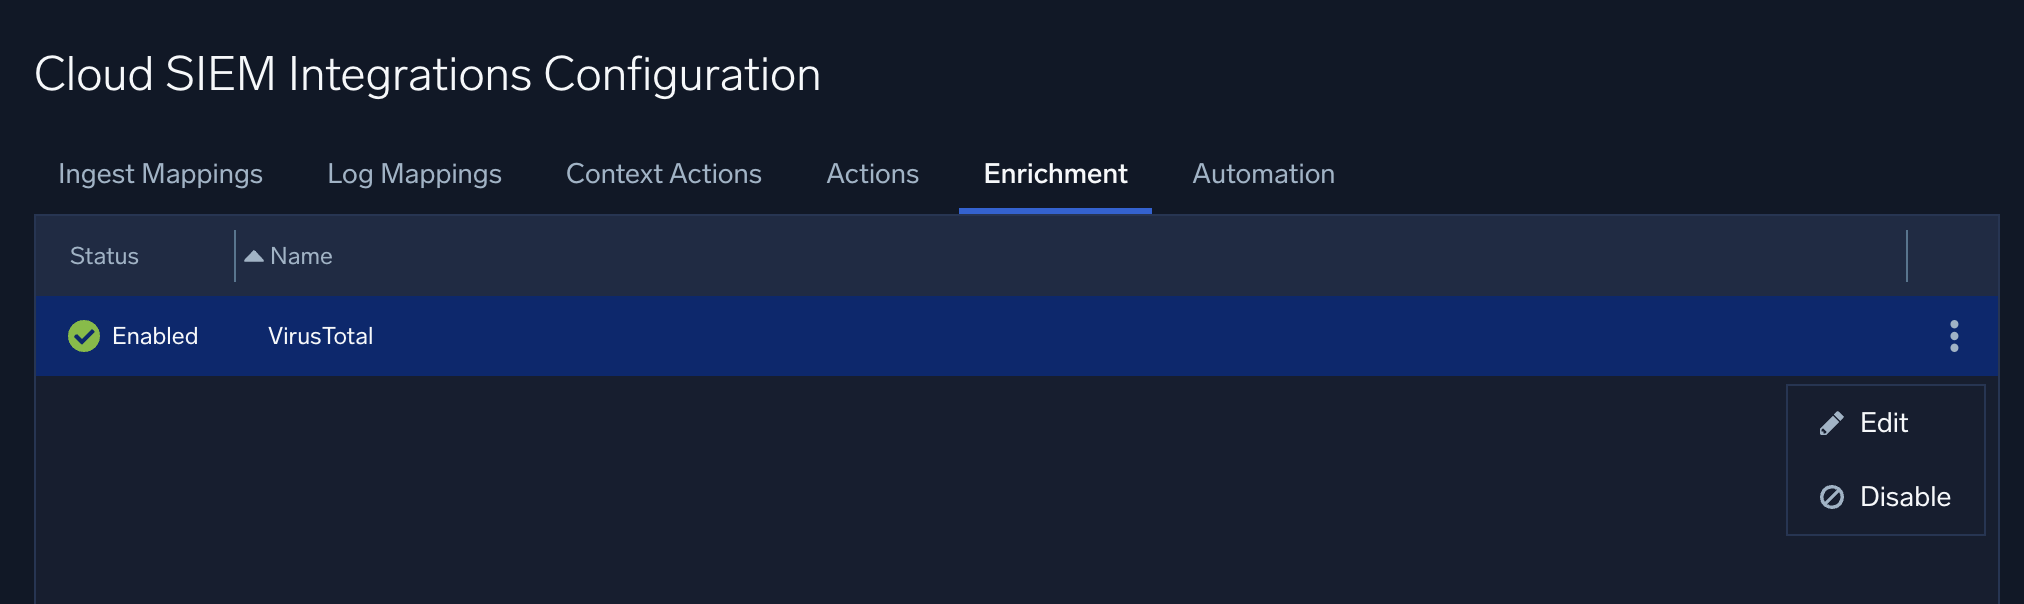 Cloud SIEM Integrations Configuration
Ingest Mappings Log Mappings Context Actions Actions Enrichment Automation
Status Name
Enabled VirusTotal
Edit
Disable